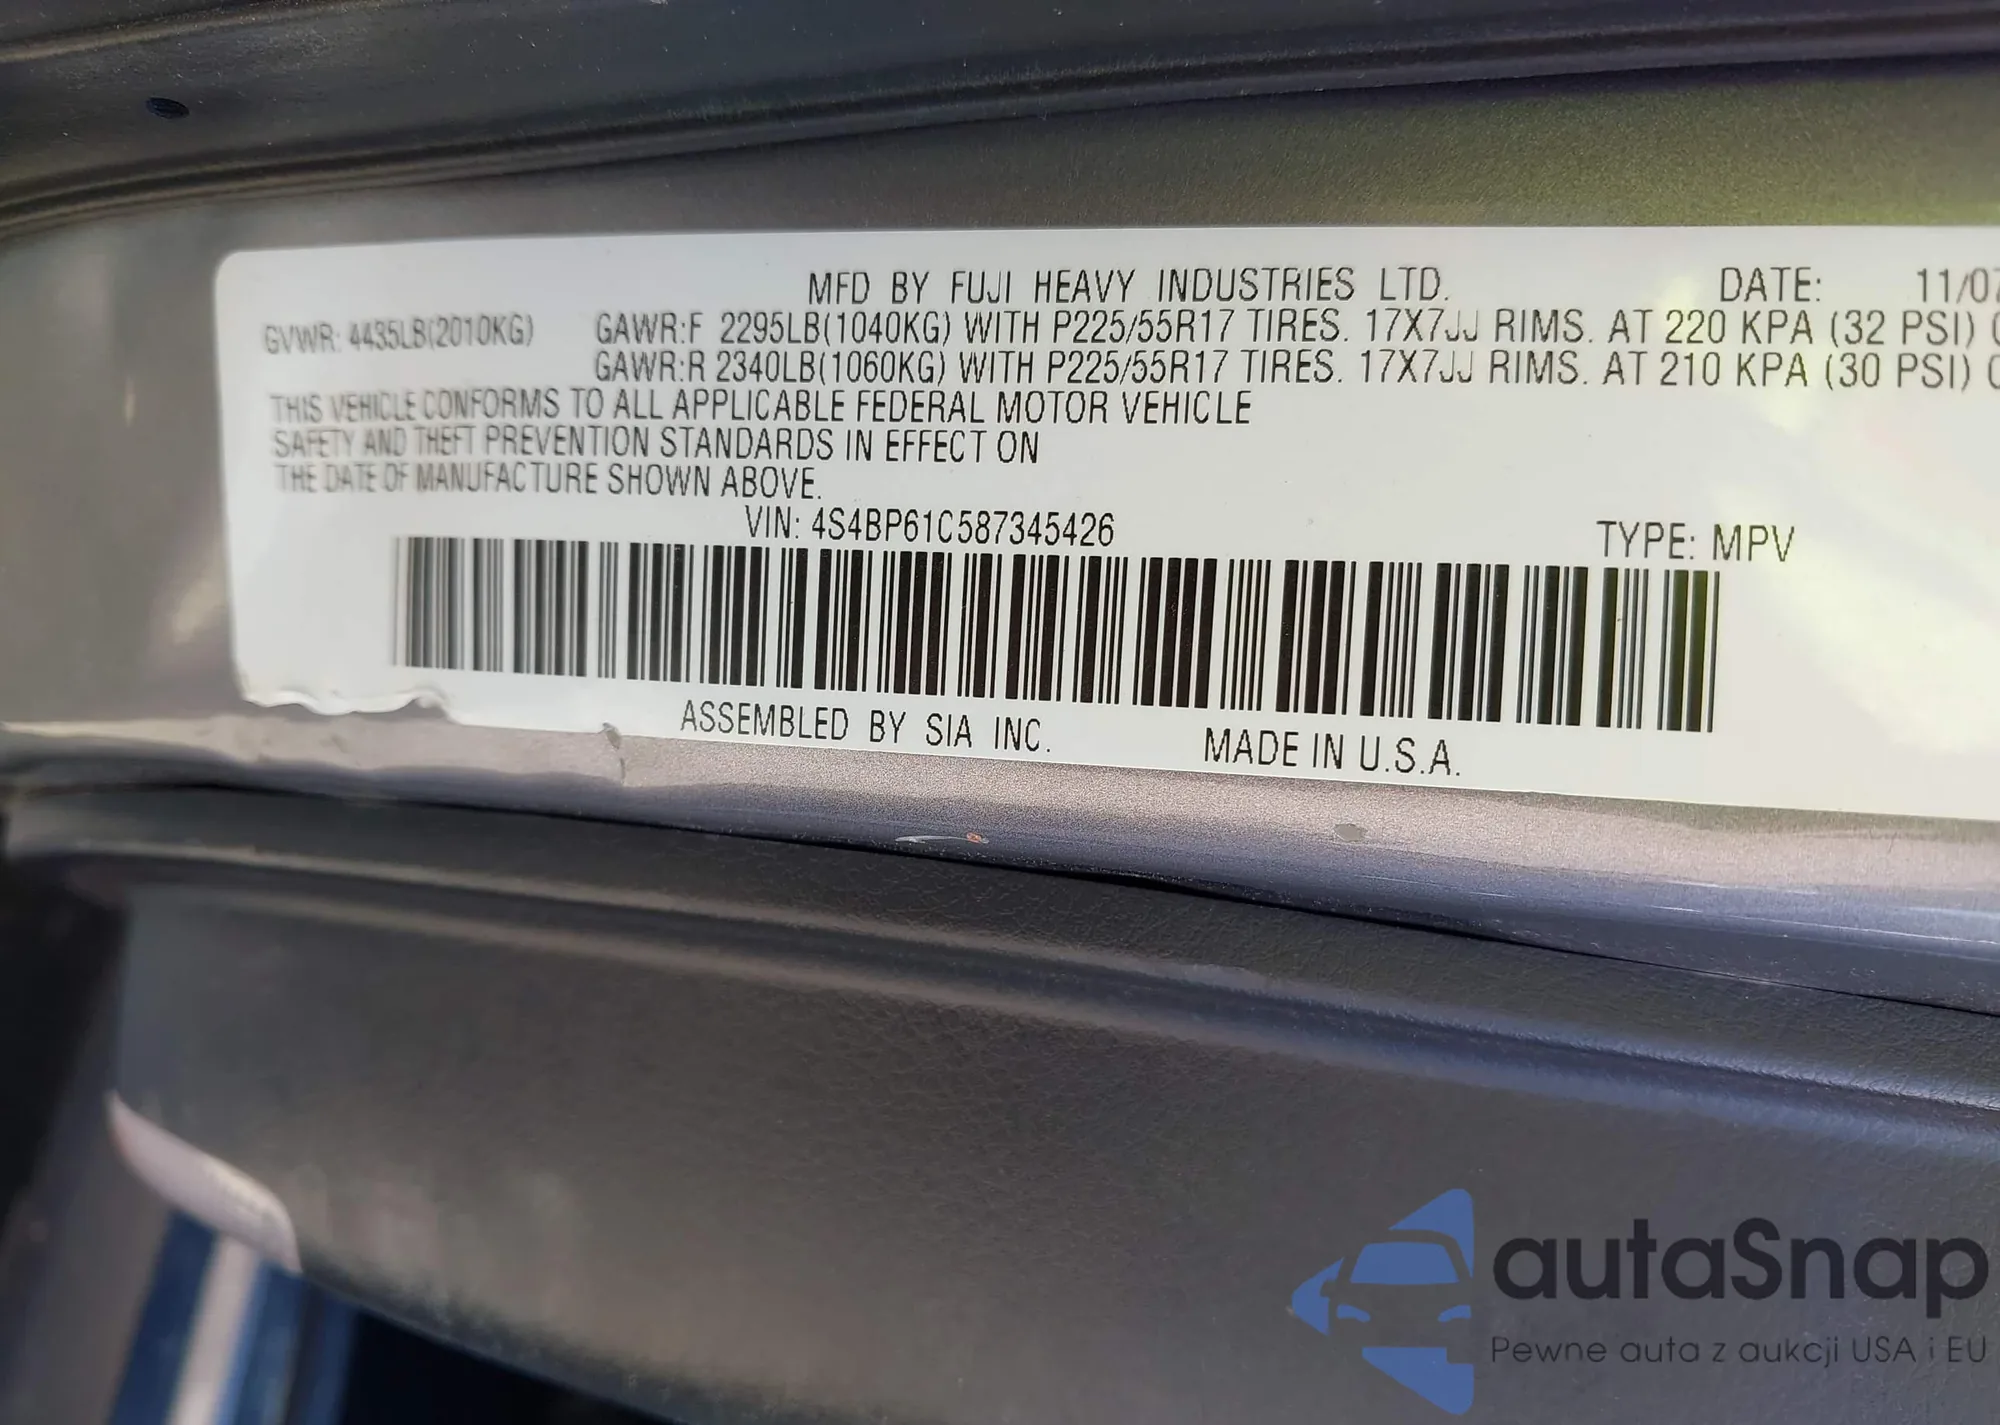 MFD BY FUJI HEAVY INDUSTRIES LTD. DATE: 11/07
GVWR: 4435LB(2010KG) GAWR:F 2295LB(1040KG) WITH P225/55R17 TIRES. 17X7JJ RIMS. AT 220 KPA (32 PSI)
GAWR:R 2340LB(1060KG) WITH P225/55R17 TIRES. 17X7JJ RIMS. AT 210 KPA (30 PSI)
THIS VEHICLE CONFORMS TO ALL APPLICABLE FEDERAL MOTOR VEHICLE
SAFETY AND THEFT PREVENTION STANDARDS IN EFFECT ON
THE DATE OF MANUFACTURE SHOWN ABOVE.
VIN: 4S4BP61C587345426 TYPE: MPV
ASSEMBLED BY SIA INC. MADE IN U.S.A.
autaSnap
Pewne auta z aukcji USA i EU